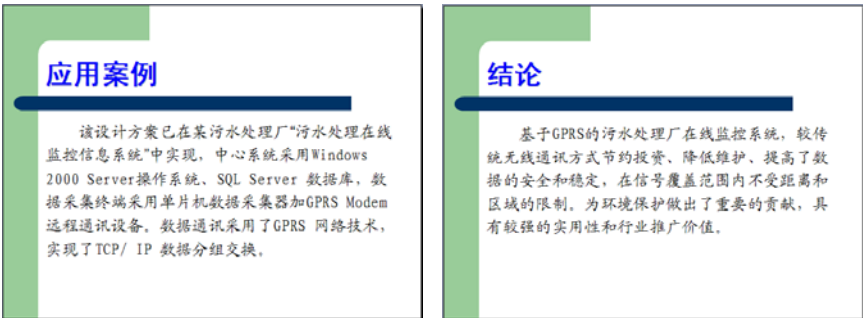 应用案例
该设计方案已在某污水处理厂“污水处理在线
监控信息系统”中实现，中心系统采用Windows
2000 Server操作系统、SQL Server 数据库，数
据采集终端采用单片机数据采集器加GPRS Modem
远程通讯设备。数据通讯采用了GPRS 网络技术，
实现了TCP/ IP 数据分组交换。
结论
基于GPRS的污水处理厂在线监控系统，较传
统无线通讯方式节约投资、降低维护、提高了数
据的安全和稳定，在信号覆盖范围内不受距离和
区域的限制。为环境保护做出了重要的贡献，具
有较强的实用性和行业推广价值。